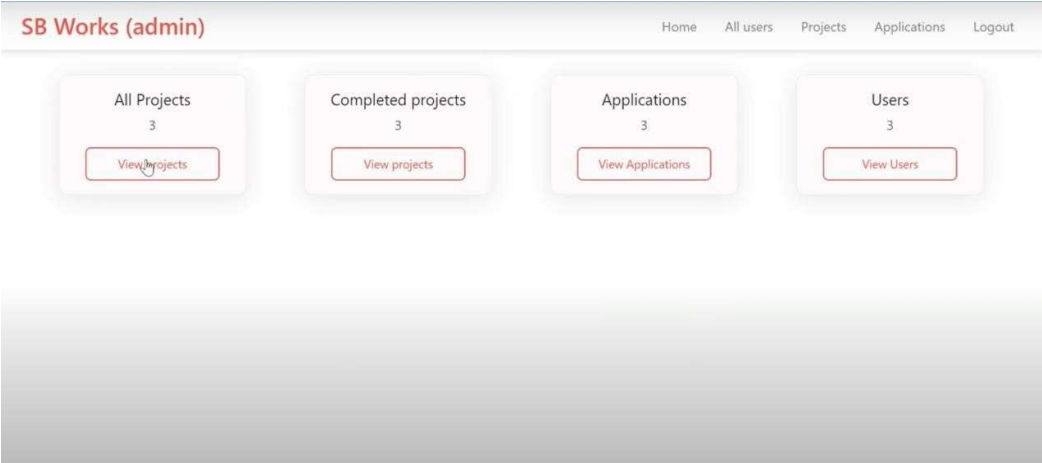 SB Works (admin)
Home All users Projects Applications Logout
All Projects Completed projects Applications Users
3 3 3 3
View projects View projects View Applications View Users